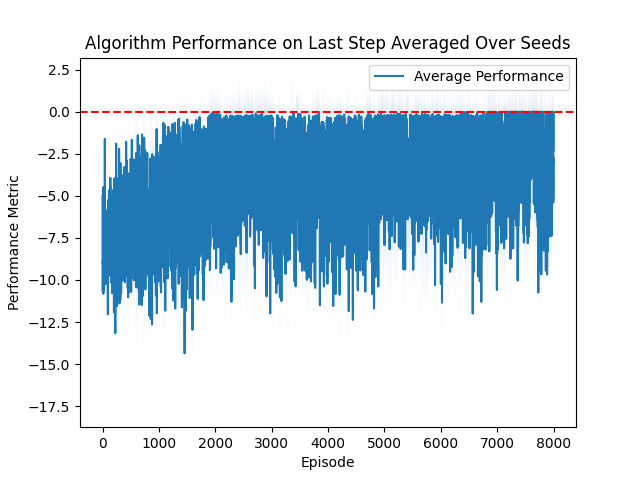 Algorithm Performance on Last Step Averaged Over Seeds
Average Performance
2.5
0.0
−2.5
−5.0
−7.5
−10.0
−12.5
−15.0
−17.5
Performance Metric
0 1000 2000 3000 4000 5000 6000 7000 8000
Episode